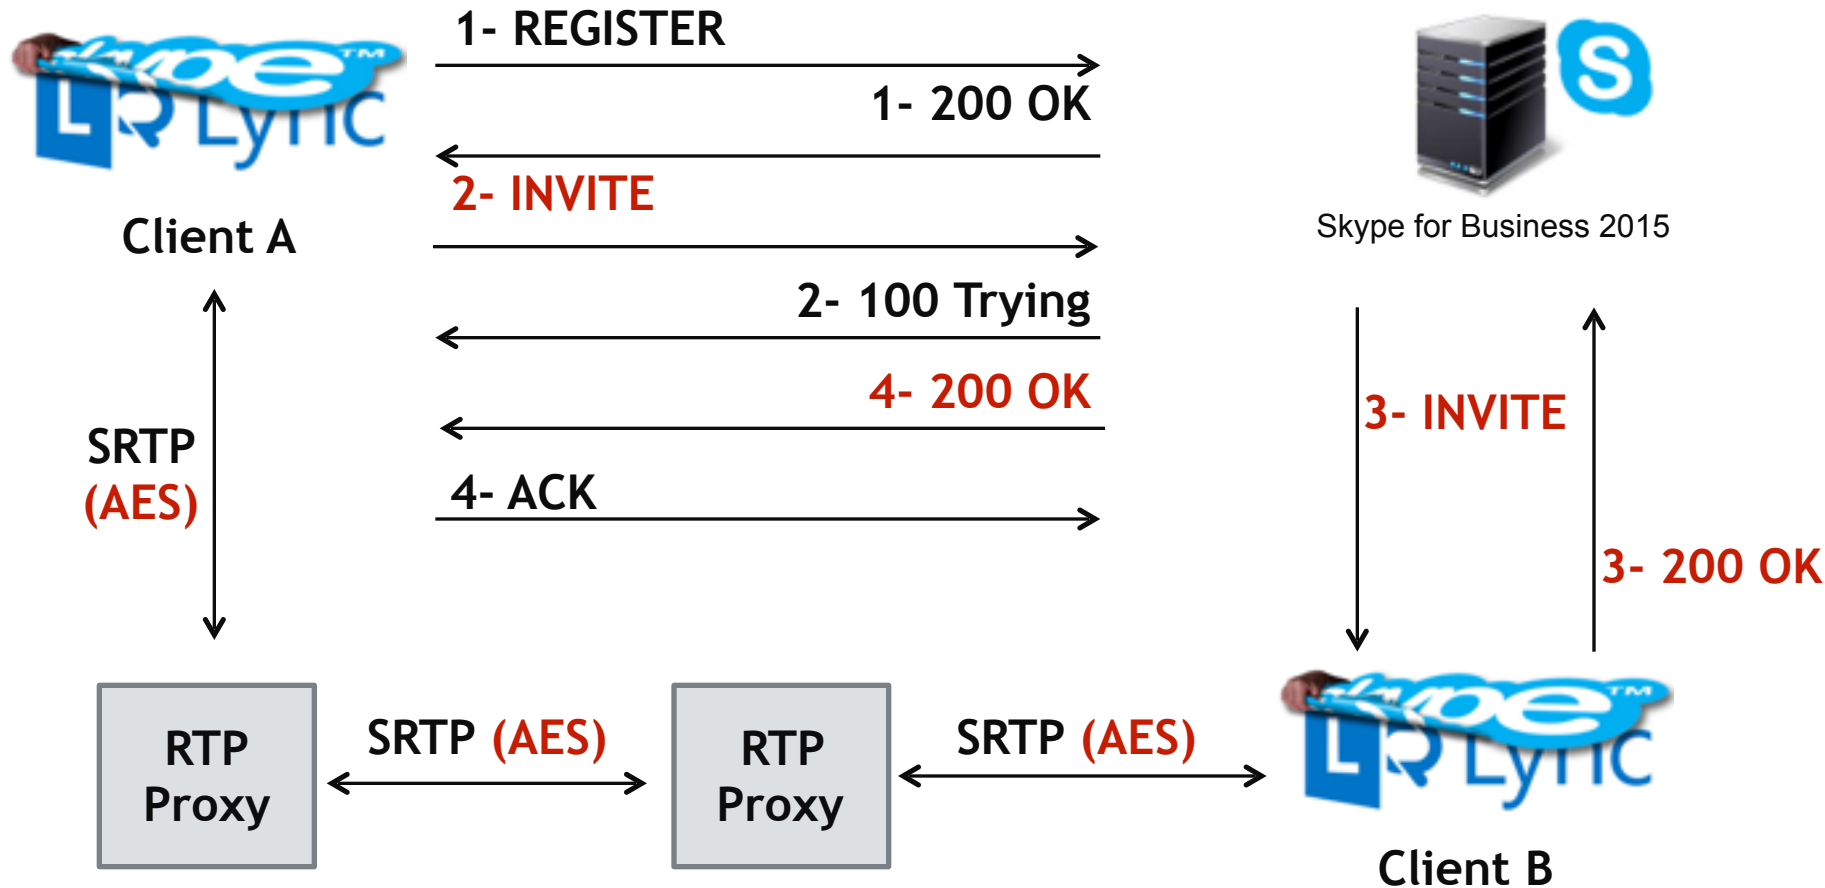 1- REGISTER
1- 200 OK
2- INVITE
2- 100 Trying
4- 200 OK
4- ACK
Client A
Skype for Business 2015
3- INVITE
3- 200 OK
SRTP
(AES)
RTP
Proxy
SRTP (AES)
RTP
Proxy
SRTP (AES)
Client B